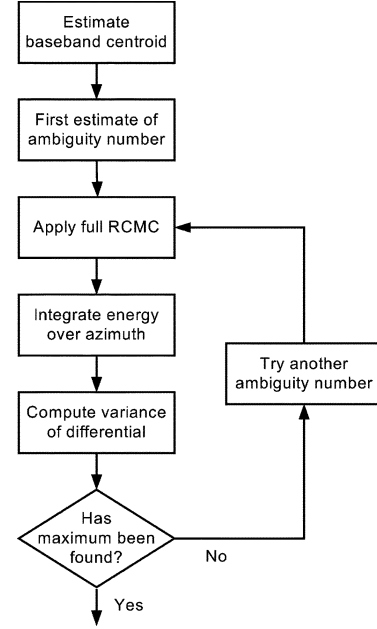 Estimate
baseband centroid
First estimate of
ambiguity number
Apply full RCMC
Integrate energy
over azimuth
Try another
ambiguity number
Compute variance
of differential
Has
maximum been
found?
No
Yes